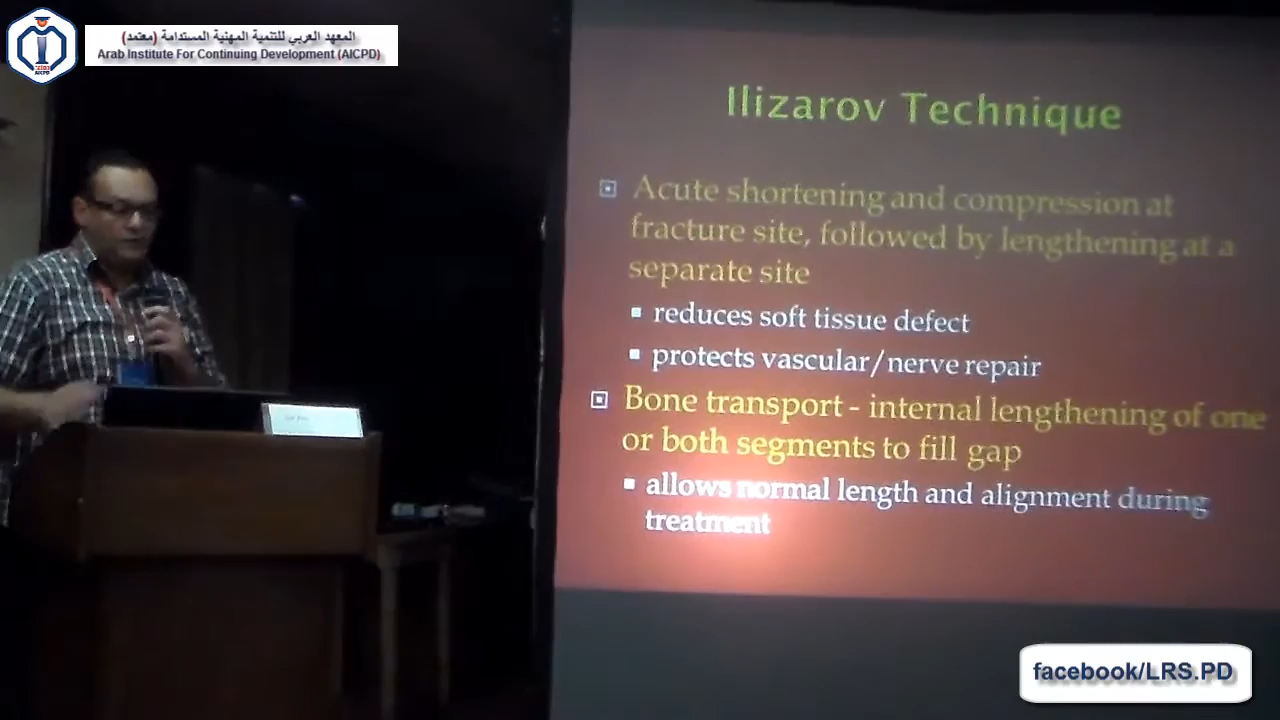 المعهد العربي للتنمية المهنية المستدامة (معتمد)
Arab Institute For Continuing Development (AICPD)
AICPD
Ilizarov Technique
Acute shortening and compression at
fracture site, followed by lengthening at a
separate site
reduces soft tissue defect
protects vascular/nerve repair
Bone transport - internal lengthening of one
or both segments to fill gap
allows normal length and alignment during
treatment
facebook/LRS.PD